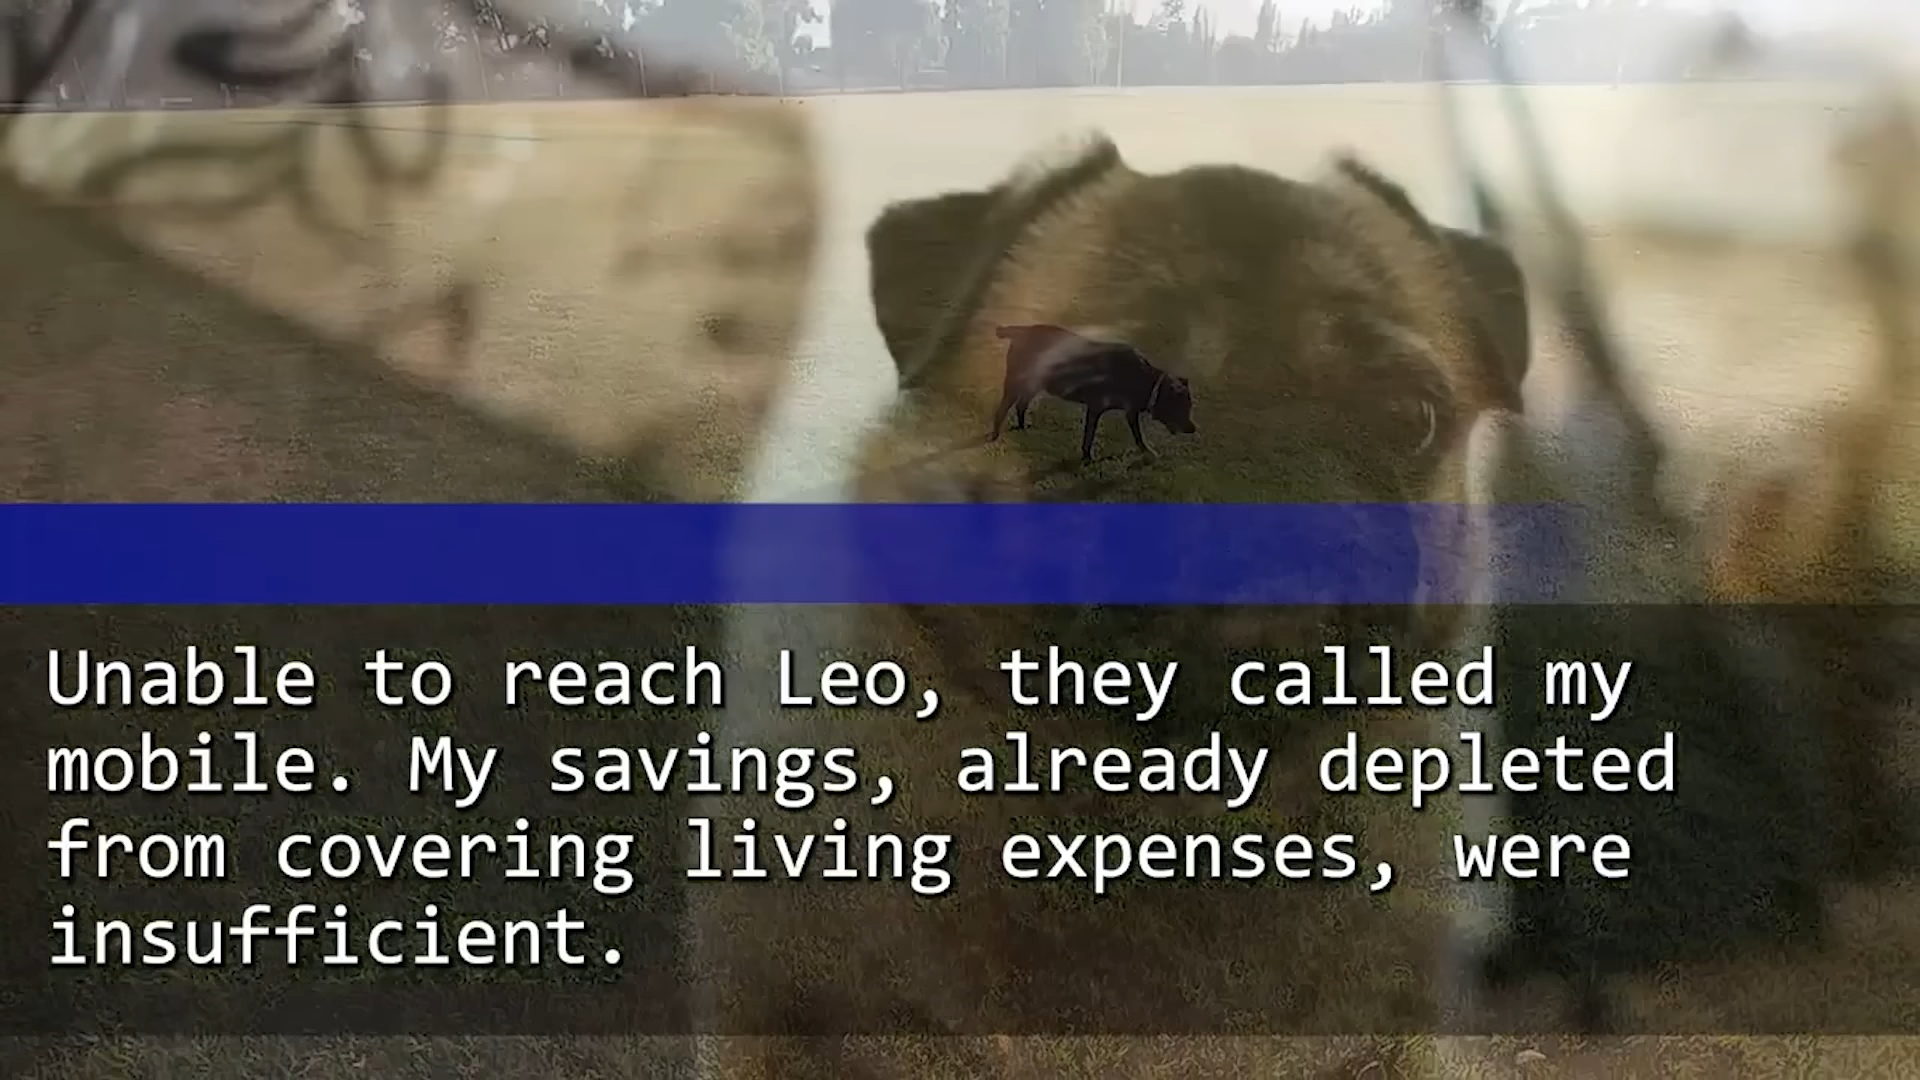 Unable to reach Leo, they called my
mobile. My savings, already depleted
from covering living expenses, were
insufficient.